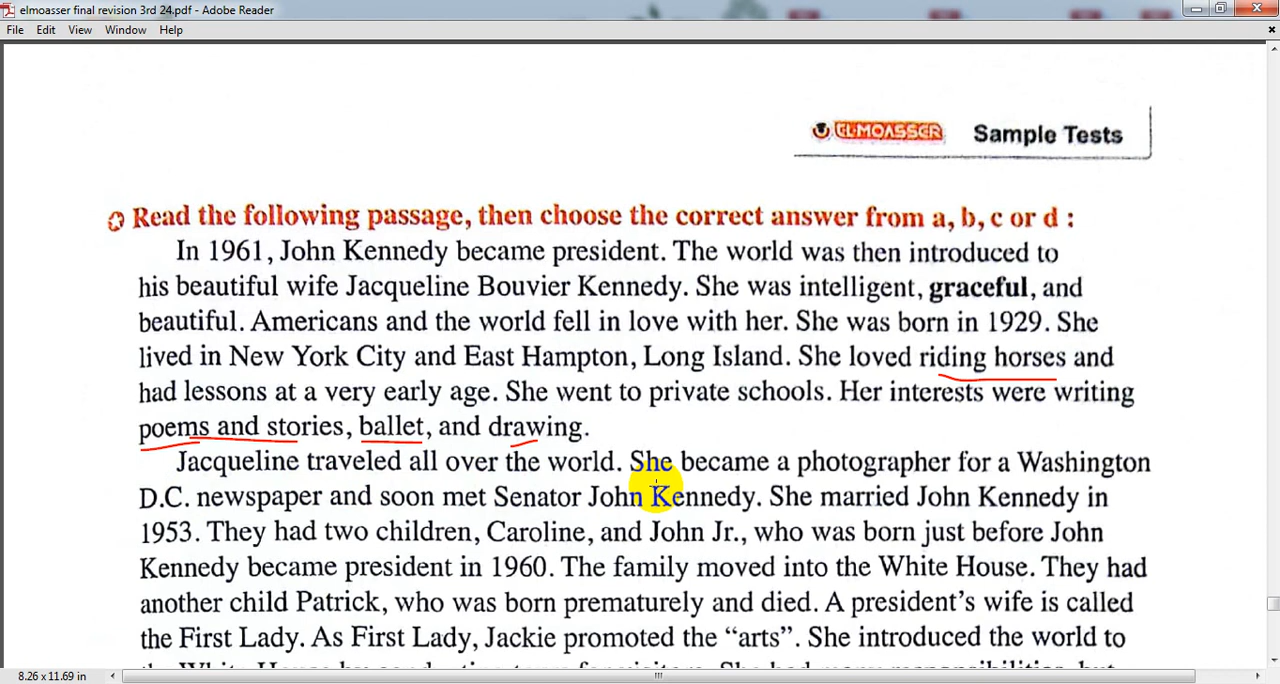 elmoasser final revision 3rd 24.pdf - Adobe Reader
File Edit View Window Help
EL-MOASSER Sample Tests
Read the following passage, then choose the correct answer from a, b, c or d :
In 1961, John Kennedy became president. The world was then introduced to
his beautiful wife Jacqueline Bouvier Kennedy. She was intelligent, graceful, and
beautiful. Americans and the world fell in love with her. She was born in 1929. She
lived in New York City and East Hampton, Long Island. She loved riding horses and
had lessons at a very early age. She went to private schools. Her interests were writing
poems and stories, ballet, and drawing.
Jacqueline traveled all over the world. She became a photographer for a Washington
D.C. newspaper and soon met Senator John Kennedy. She married John Kennedy in
1953. They had two children, Caroline, and John Jr., who was born just before John
Kennedy became president in 1960. The family moved into the White House. They had
another child Patrick, who was born prematurely and died. A president's wife is called
the First Lady. As First Lady, Jackie promoted the “arts”. She introduced the world to
8.26 x 11.69 in